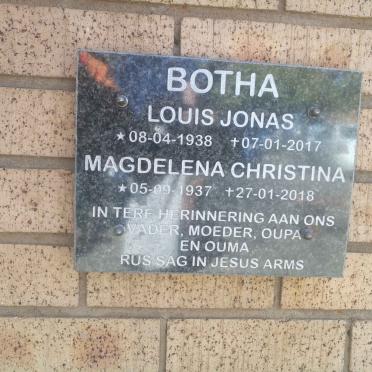 BOTHA
LOUIS JONAS
★08-04-1938 ✝07-01-2017
MAGDELENA CHRISTINA
★05-09-1937 ✝27-01-2018
IN TERE HERINNERING AAN ONS
VADER, MOEDER, OUPA
EN OUMA
RUS SAG IN JESUS ARMS